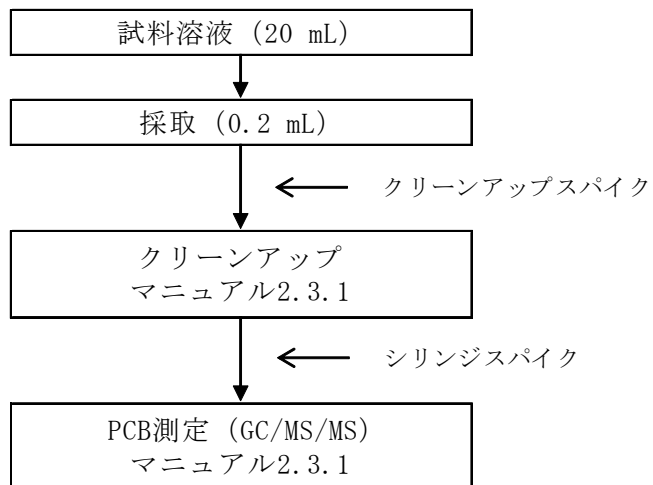 試料溶液 (20 mL)
採取 (0.2 mL)
クリーンアップスパイク
クリーンアップ
マニュアル2.3.1
シリンジスパイク
PCB測定 (GC/MS/MS)
マニュアル2.3.1